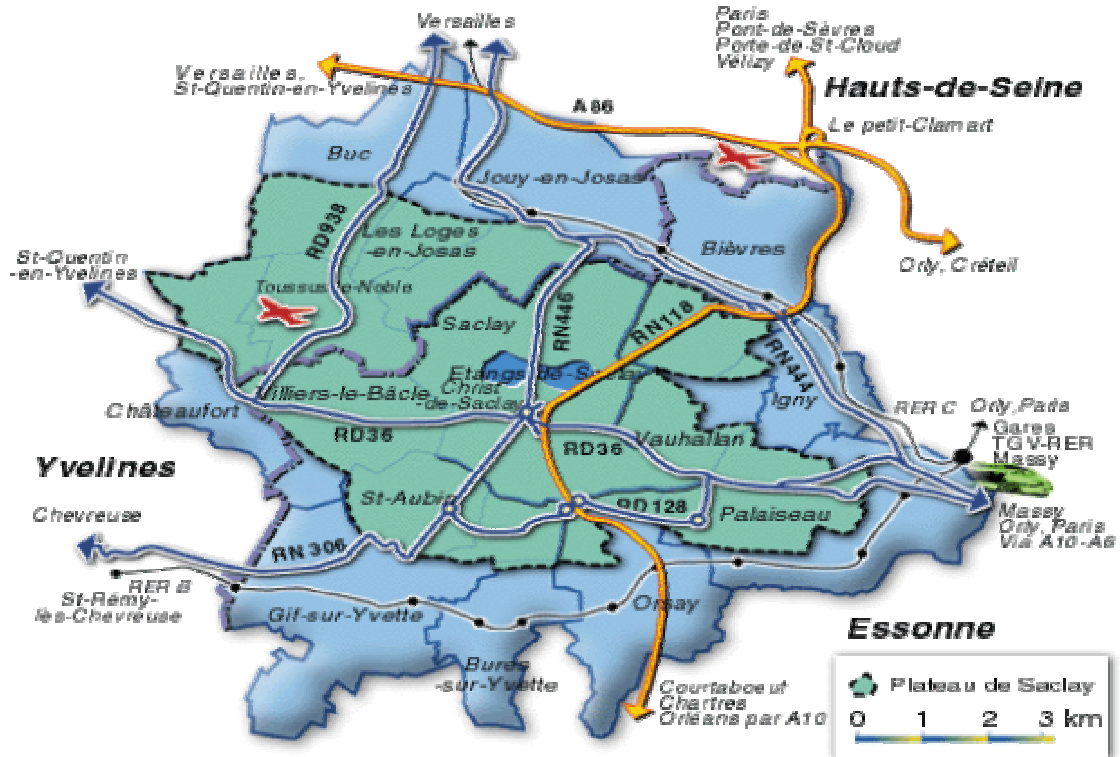 Versailles
Paris
Pont-de-Sèvres
Porte-de-St-Cloud
Vélizy
Versailles,
St-Quentin-en-Yvelines
Hauts-de-Seine
A86
Le petit-Clamart
Buc
Jouy-en-Josas
RD938
Les Loges
-en-Josas
Bièvres
St-Quentin
-en-Yvelines
Orly, Créteil
Toussus-le-Noble
Saclay
RN446
RN118
RN444
Etangs-de-Saclay
Villiers-le-Bâcle
Christ
-de-Saclay
Igny
Châteaufort
RER C
Orly, Paris
Gares
TGV-RER
Massy
RD36
RD36
Vauhallan
Yvelines
St-Aubin
RD128
Palaiseau
Massy
Orly, Paris
Via A10-A6
Chevreuse
RN 306
RER B
St-Rémy-
lès-Chevreuse
Gif-sur-Yvette
Orsay
Essonne
Bures
-sur-Yvette
Courtaboeuf
Chartres
Orléans par A10
Plateau de Saclay
0 1 2 3 km